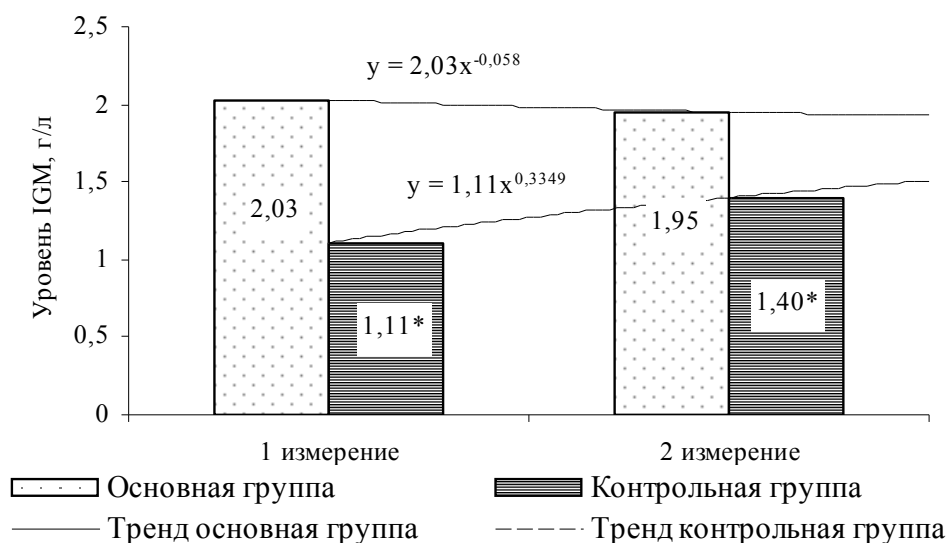 Уровень IGM, г/л
2,5
2
1,5
1
0,5
0
y = 2,03x^-0,058
y = 1,11x^0,3349
2,03
1,11*
1,95
1,40*
1 измерение
2 измерение
Основная группа
Контрольная группа
Тренд основная группа
Тренд контрольная группа